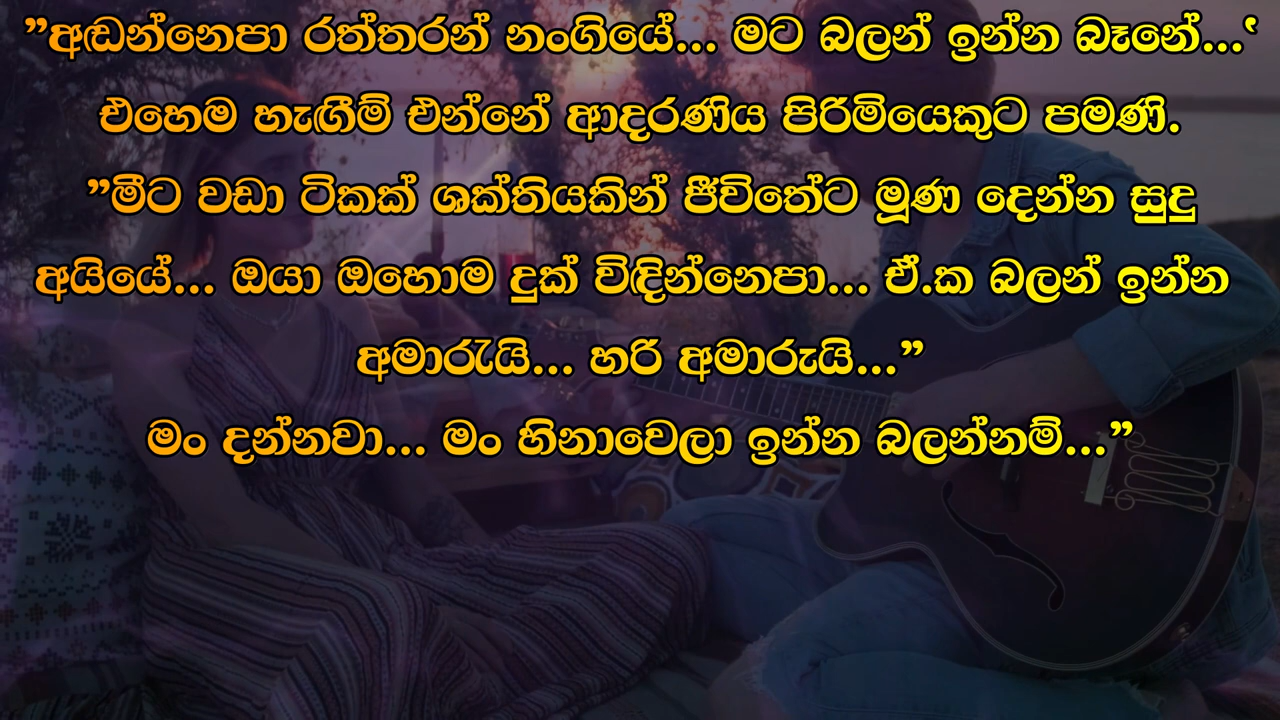 ”අඬන්නෙපා රත්තරන් නංගියේ... මට බලන් ඉන්න බෑනේ...‛
එහෙම හැඟීම් එන්නේ ආදරණිය පිරිමියෙකුට පමණි.
”මීට වඩා ටිකක් ශක්තියකින් ජීවිතේට මූණ දෙන්න සුදු
අයියේ... ඔයා ඔහොම දුක් විඳින්නෙපා... ඒ.ක බලන් ඉන්න
අමාරැයි... හරි අමාරුයි...”
මං දන්නවා... මං හිනාවෙලා ඉන්න බලන්නම්...”